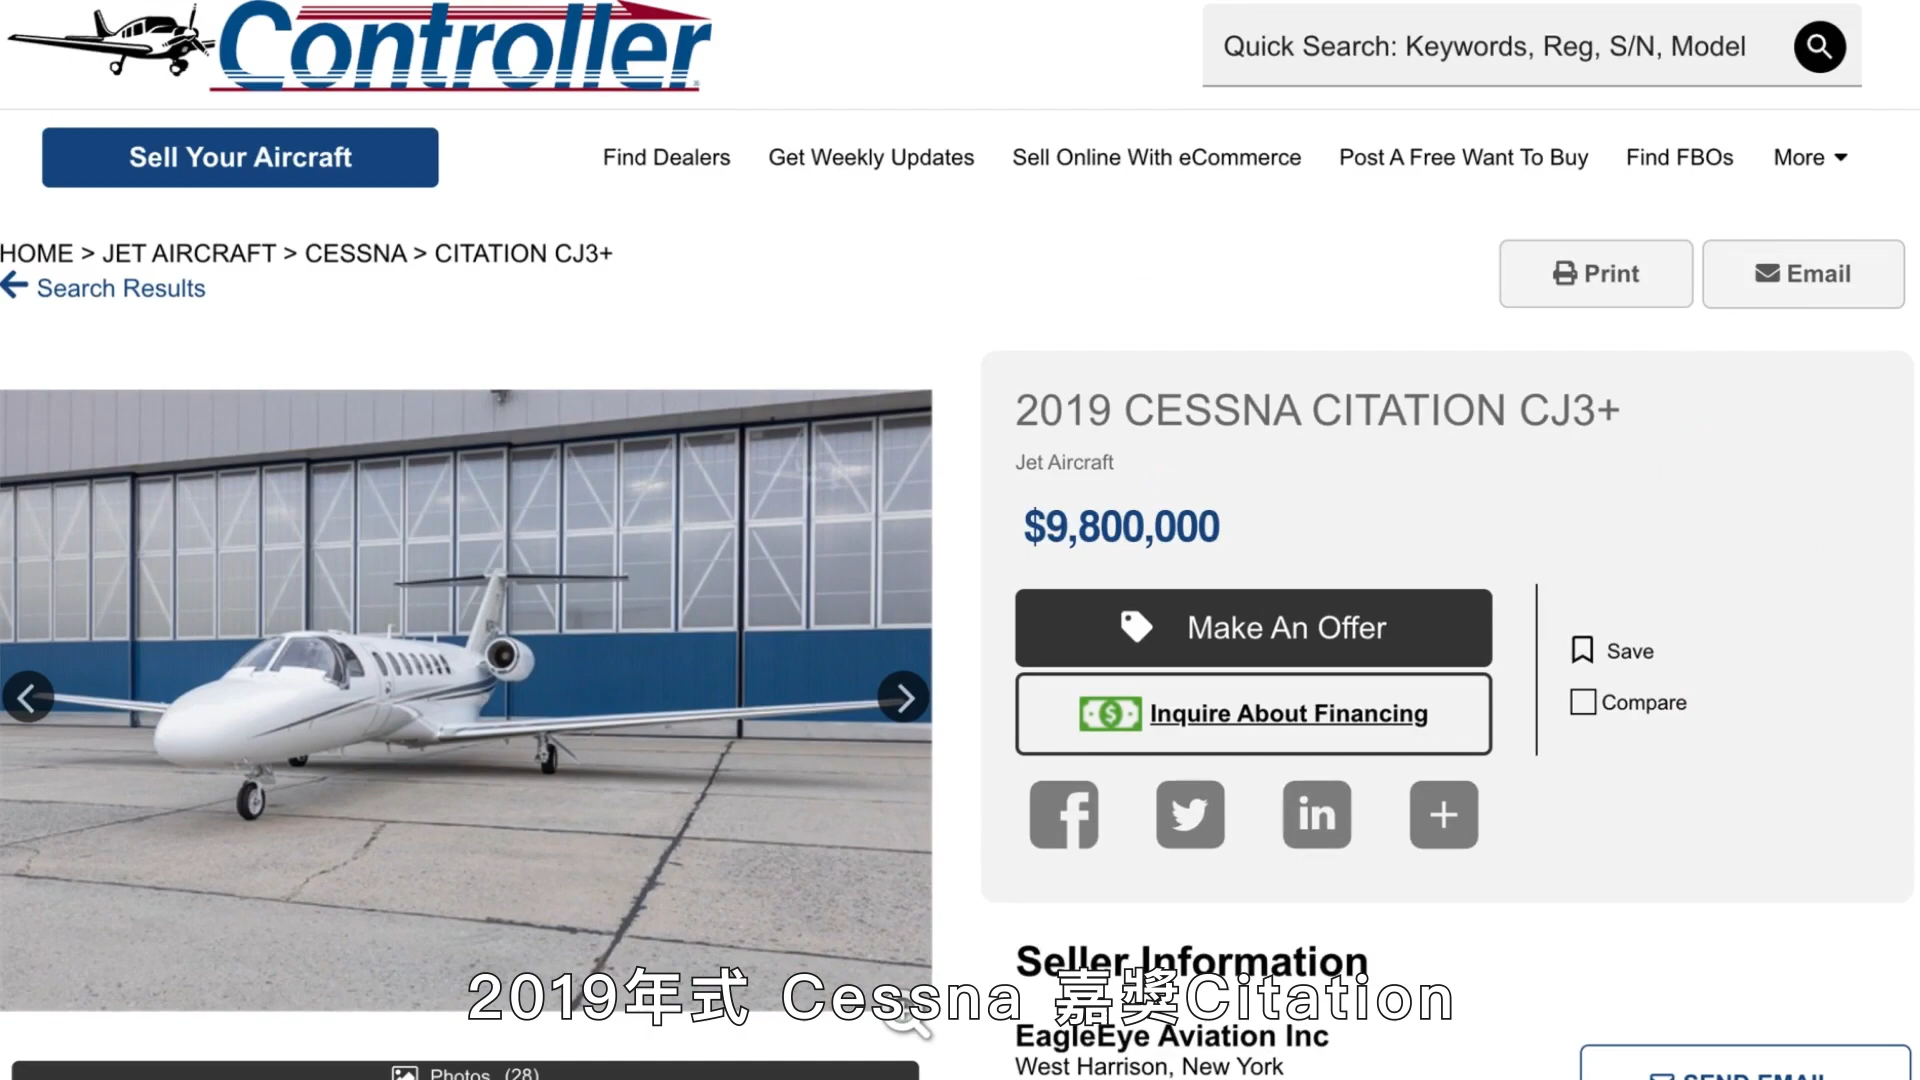 Controller
Quick Search: Keywords, Reg, S/N, Model
Sell Your Aircraft
Find Dealers
Get Weekly Updates
Sell Online With eCommerce
Post A Free Want To Buy
Find FBOs
More
HOME > JET AIRCRAFT > CESSNA > CITATION CJ3+
Search Results
Print
Email
2019 CESSNA CITATION CJ3+
Jet Aircraft
$9,800,000
Make An Offer
Inquire About Financing
Save
Compare
Seller Information
2019年式 Cessna 嘉獎Citation
EagleEye Aviation Inc
West Harrison, New York
Photos (28)
SEND EMAIL